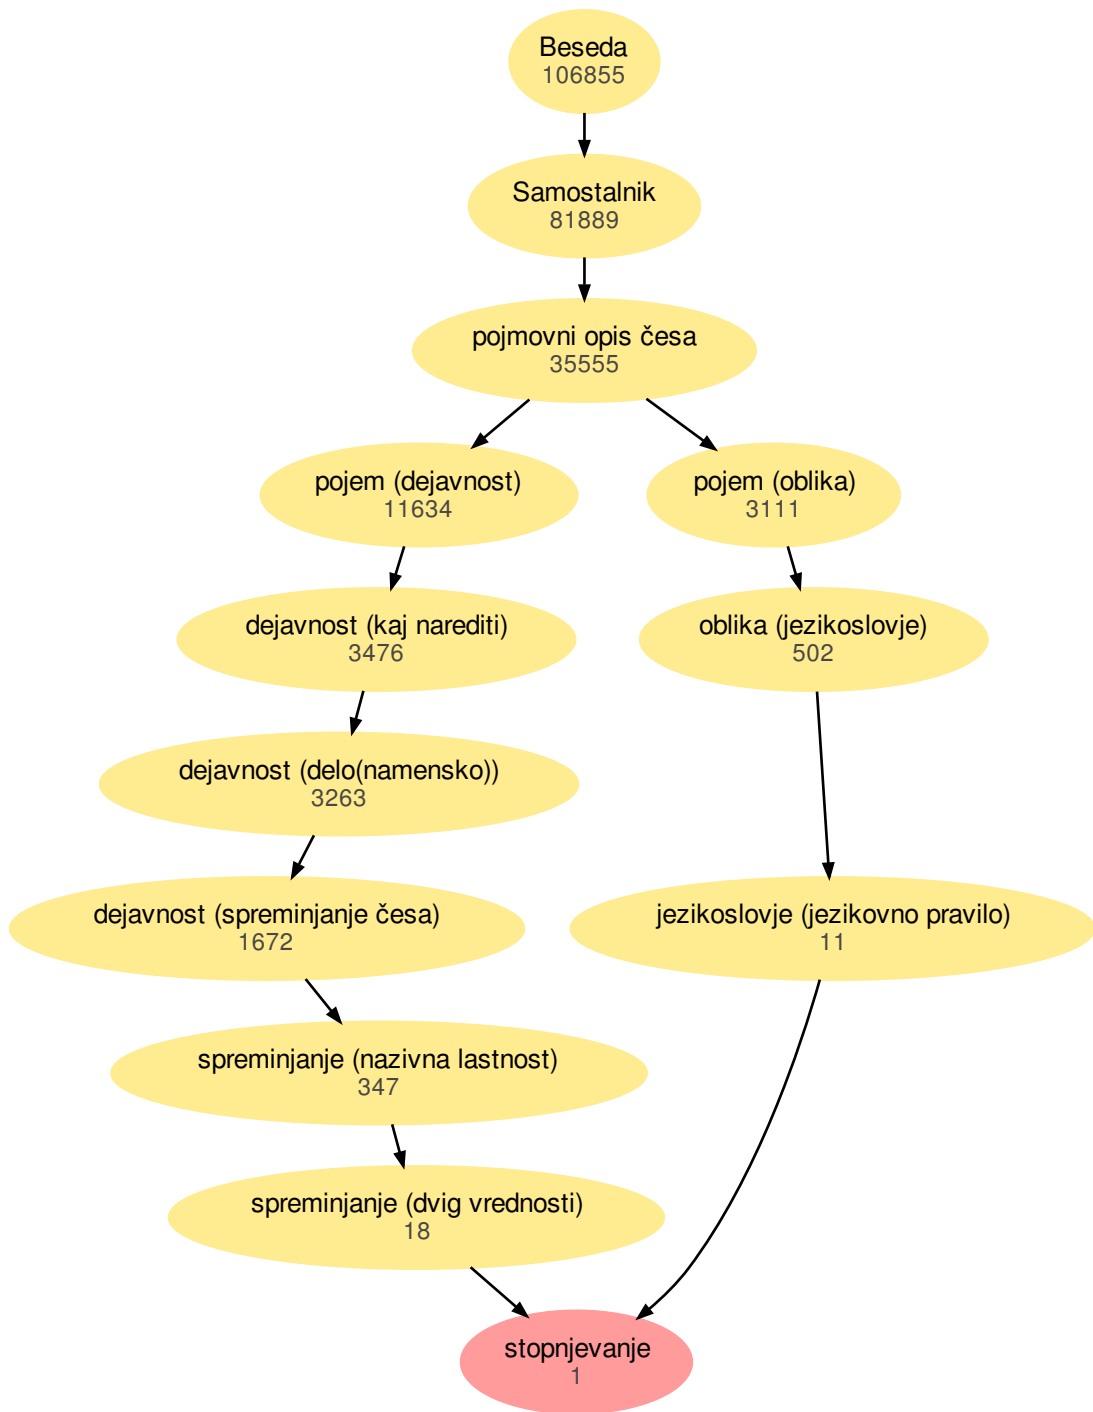 Beseda
106855
Samostalnik
81889
pojmovni opis česa
35555
pojem (dejavnost)
11634
pojem (oblika)
3111
dejavnost (kaj narediti)
3476
oblika (jezikoslovje)
502
dejavnost (delo(namensko))
3263
dejavnost (spreminjanje česa)
1672
jezikoslovje (jezikovno pravilo)
11
spreminjanje (nazivna lastnost)
347
spreminjanje (dvig vrednosti)
18
stopnjevanje
1